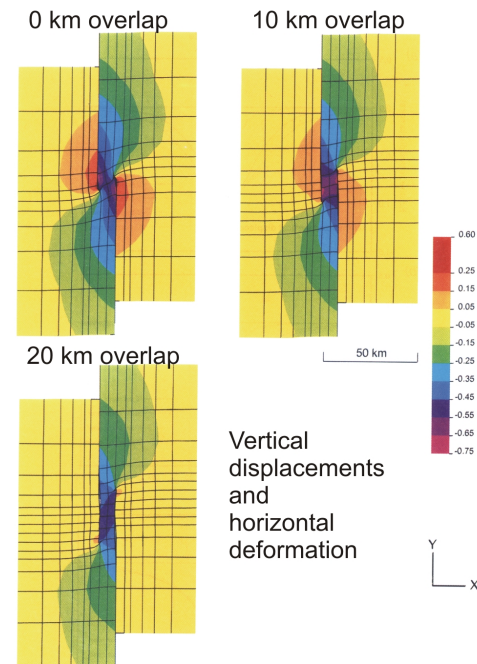 0 km overlap
10 km overlap
0.60
0.25
0.15
0.05
-0.05
-0.15
-0.25
-0.35
-0.45
-0.55
-0.65
-0.75
50 km
20 km overlap
Vertical
displacements
and
horizontal
deformation
Y
X